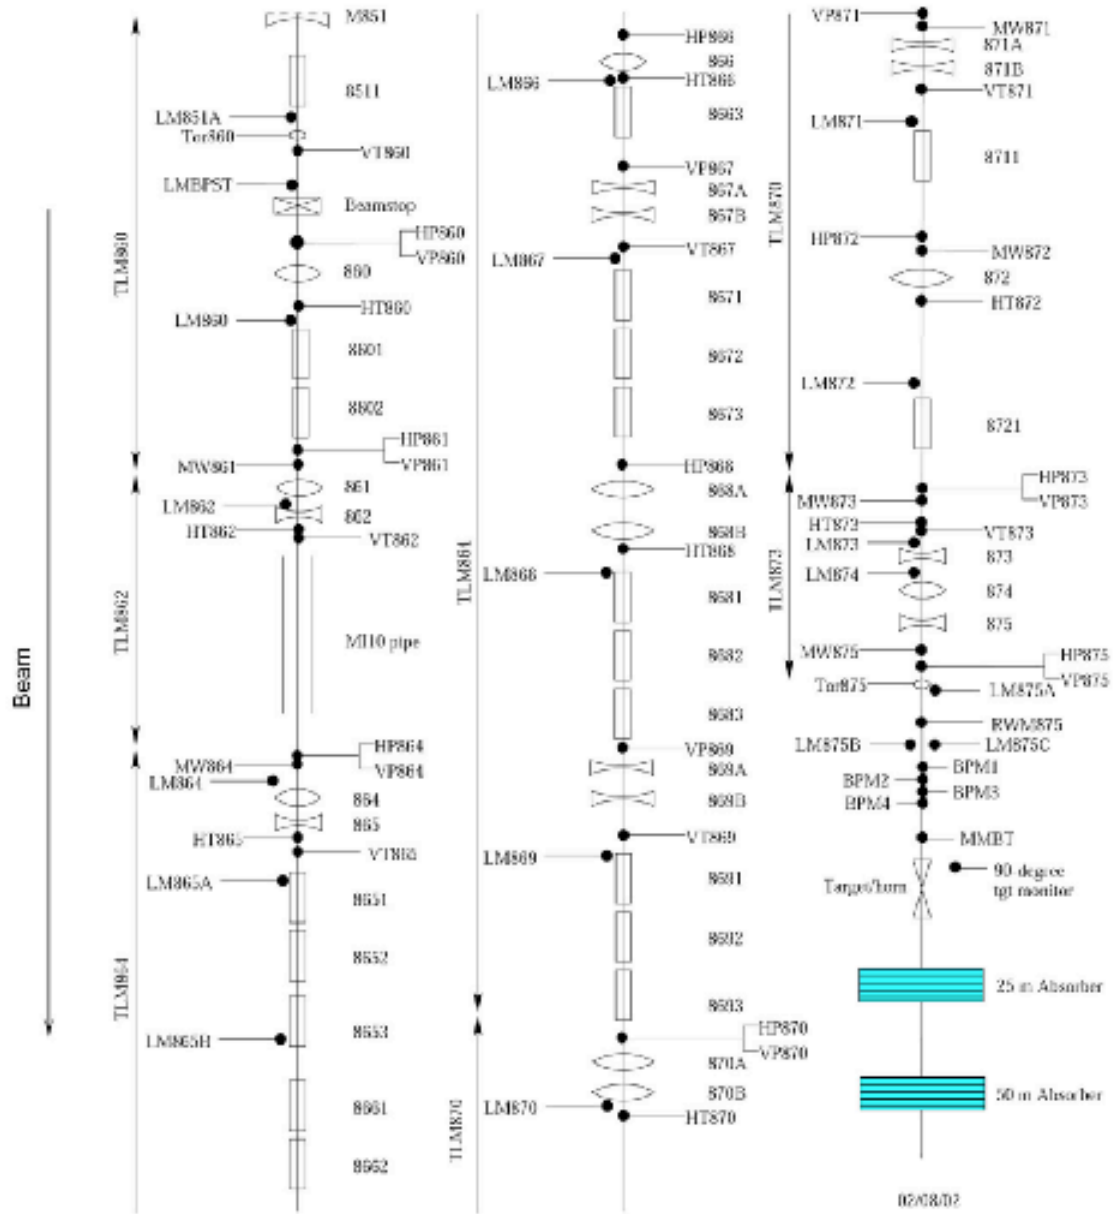 Beam
TLM860
TLM862
TLM864
M851
8511
LM851A
Tor860
VT860
LMBPST
Beamstop
HP860
VP860
860
HT860
LM860
8601
8602
HP861
MW861
VP861
861
LM862
862
HT862
VT862
MI10 pipe
HP864
MW864
VP864
LM864
864
865
HT865
VT865
LM865A
8651
8652
8653
LM865B
8661
8662
TLM864
TLM870
HP866
866
LM866
HT866
8663
VP867
867A
867B
VT867
LM867
8671
8672
8673
HP868
868A
868B
HT868
LM868
8681
8682
8683
VP869
869A
869B
VT869
LM869
8691
8692
8693
HP870
VP870
870A
870B
LM870
HT870
TLM870
TLM873
VP871
MW871
871A
871B
VT871
LM871
8711
HP872
MW872
872
HT872
LM872
8721
HP873
MW873
VP873
HT873
VT873
LM873
873
LM874
874
875
MW875
HP875
VP875
Tor875
LM875A
RWM875
LM875B
LM875C
BPM1
BPM2
BPM3
BPM4
MMBT
Target/horn
90 degree
tgt monitor
25 m Absorber
50 m Absorber
02/08/02